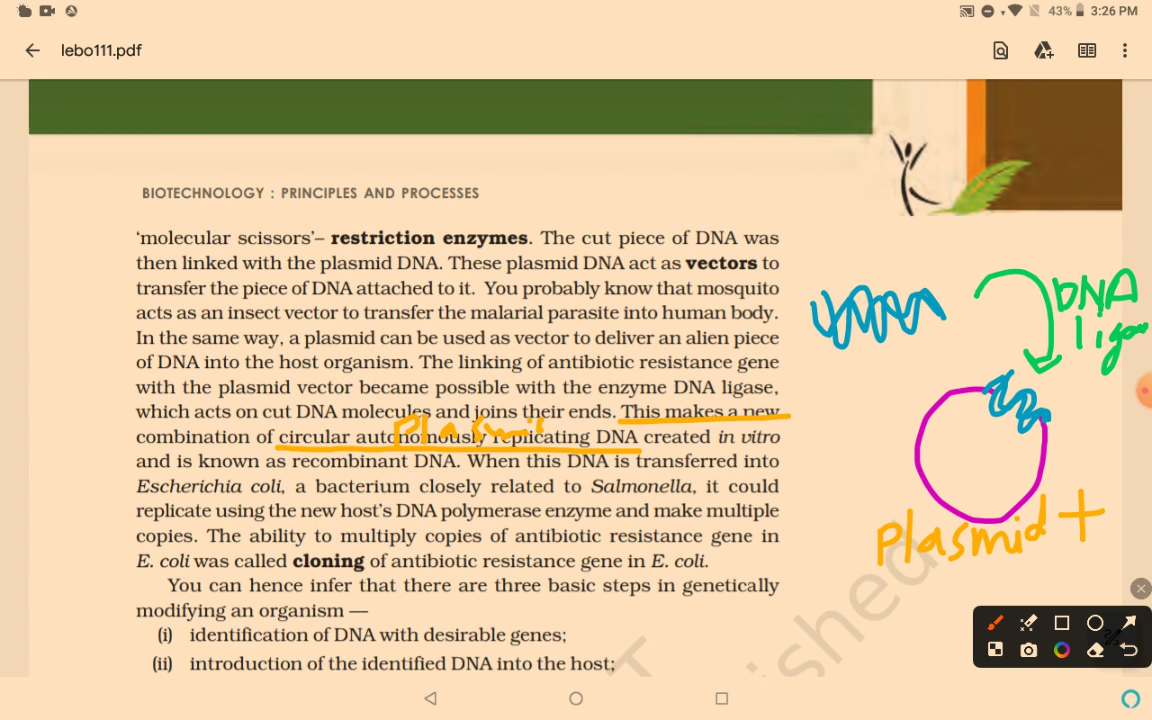 43% 3:26 PM
lebo111.pdf
BIOTECHNOLOGY : PRINCIPLES AND PROCESSES
‘molecular scissors’– restriction enzymes. The cut piece of DNA was
then linked with the plasmid DNA. These plasmid DNA act as vectors to
transfer the piece of DNA attached to it. You probably know that mosquito
acts as an insect vector to transfer the malarial parasite into human body.
In the same way, a plasmid can be used as vector to deliver an alien piece
of DNA into the host organism. The linking of antibiotic resistance gene
with the plasmid vector became possible with the enzyme DNA ligase,
which acts on cut DNA molecules and joins their ends. This makes a new
combination of circular autonomously replicating DNA created in vitro
and is known as recombinant DNA. When this DNA is transferred into
Escherichia coli, a bacterium closely related to Salmonella, it could
replicate using the new host’s DNA polymerase enzyme and make multiple
copies. The ability to multiply copies of antibiotic resistance gene in
E. coli was called cloning of antibiotic resistance gene in E. coli.
You can hence infer that there are three basic steps in genetically
modifying an organism —
(i) identification of DNA with desirable genes;
(ii) introduction of the identified DNA into the host;
DNA
Plasmid +